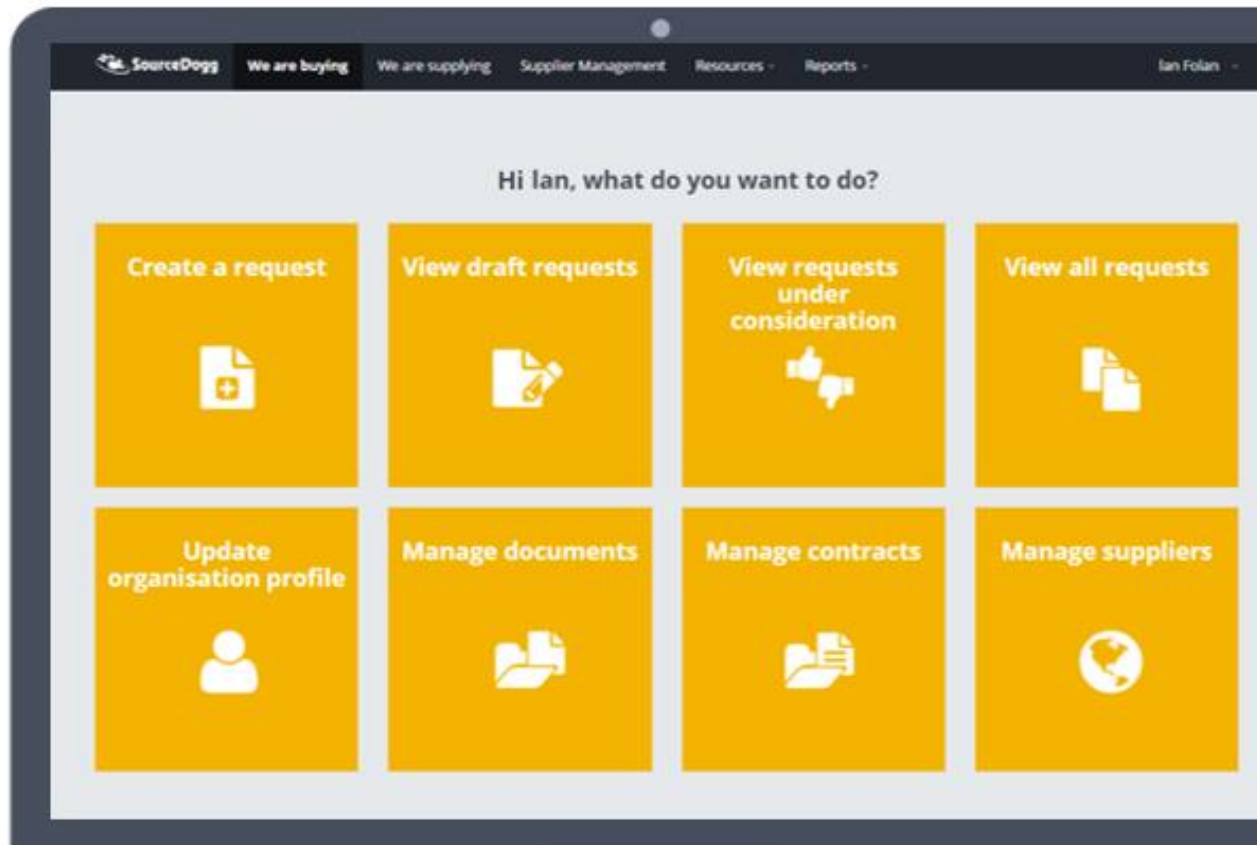 SourceDogg We are buying We are supplying Supplier Management Resources Reports Ian Folan
Hi Ian, what do you want to do?
Create a request
View draft requests
View requests
under
consideration
View all requests
Update
organisation profile
Manage documents
Manage contracts
Manage suppliers